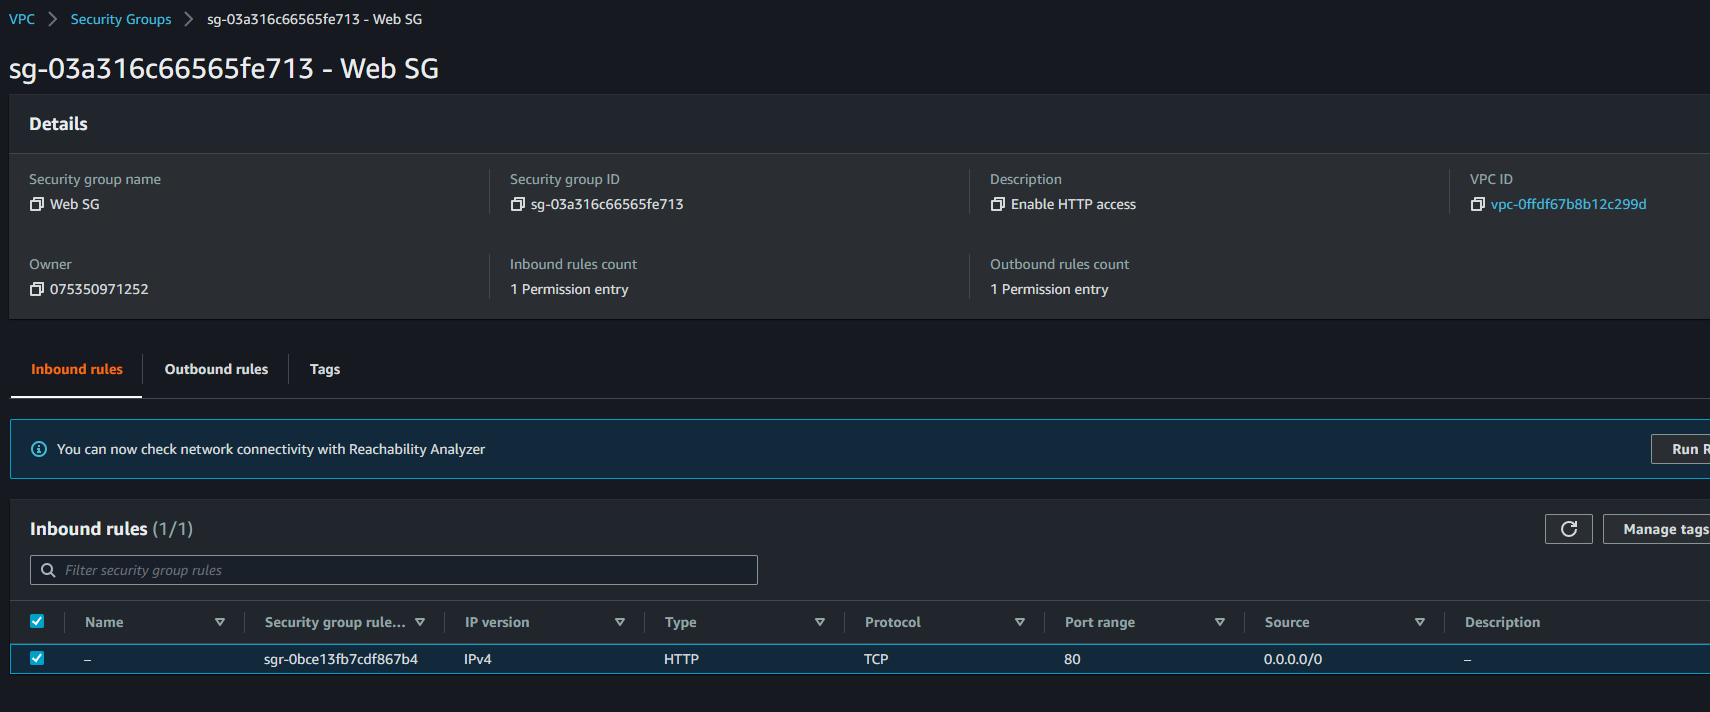 VPC > Security Groups > sg-03a316c66565fe713 - Web SG
sg-03a316c66565fe713 - Web SG
Details
Security group name Security group ID Description VPC ID
Web SG sg-03a316c66565fe713 Enable HTTP access vpc-0ffdf67b8b12c299d
Owner Inbound rules count Outbound rules count
075350971252 1 Permission entry 1 Permission entry
Inbound rules Outbound rules Tags
You can now check network connectivity with Reachability Analyzer Run R
Inbound rules (1/1) Manage tags
Filter security group rules
Name Security group rule... IP version Type Protocol Port range Source Description
– sgr-0bce13fb7cdf867b4 IPv4 HTTP TCP 80 0.0.0.0/0 –